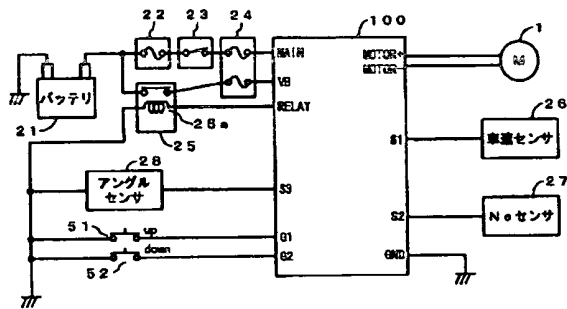 22 23 24
100
1
MAIN
MOTOR+
MOTOR-
M
VB
バッテリ
RELAY
21
26a
25
26
S1
車速センサ
28
アングル
センサ
S3
27
S2
Neセンサ
51
up
G1
down
52
G2
GND